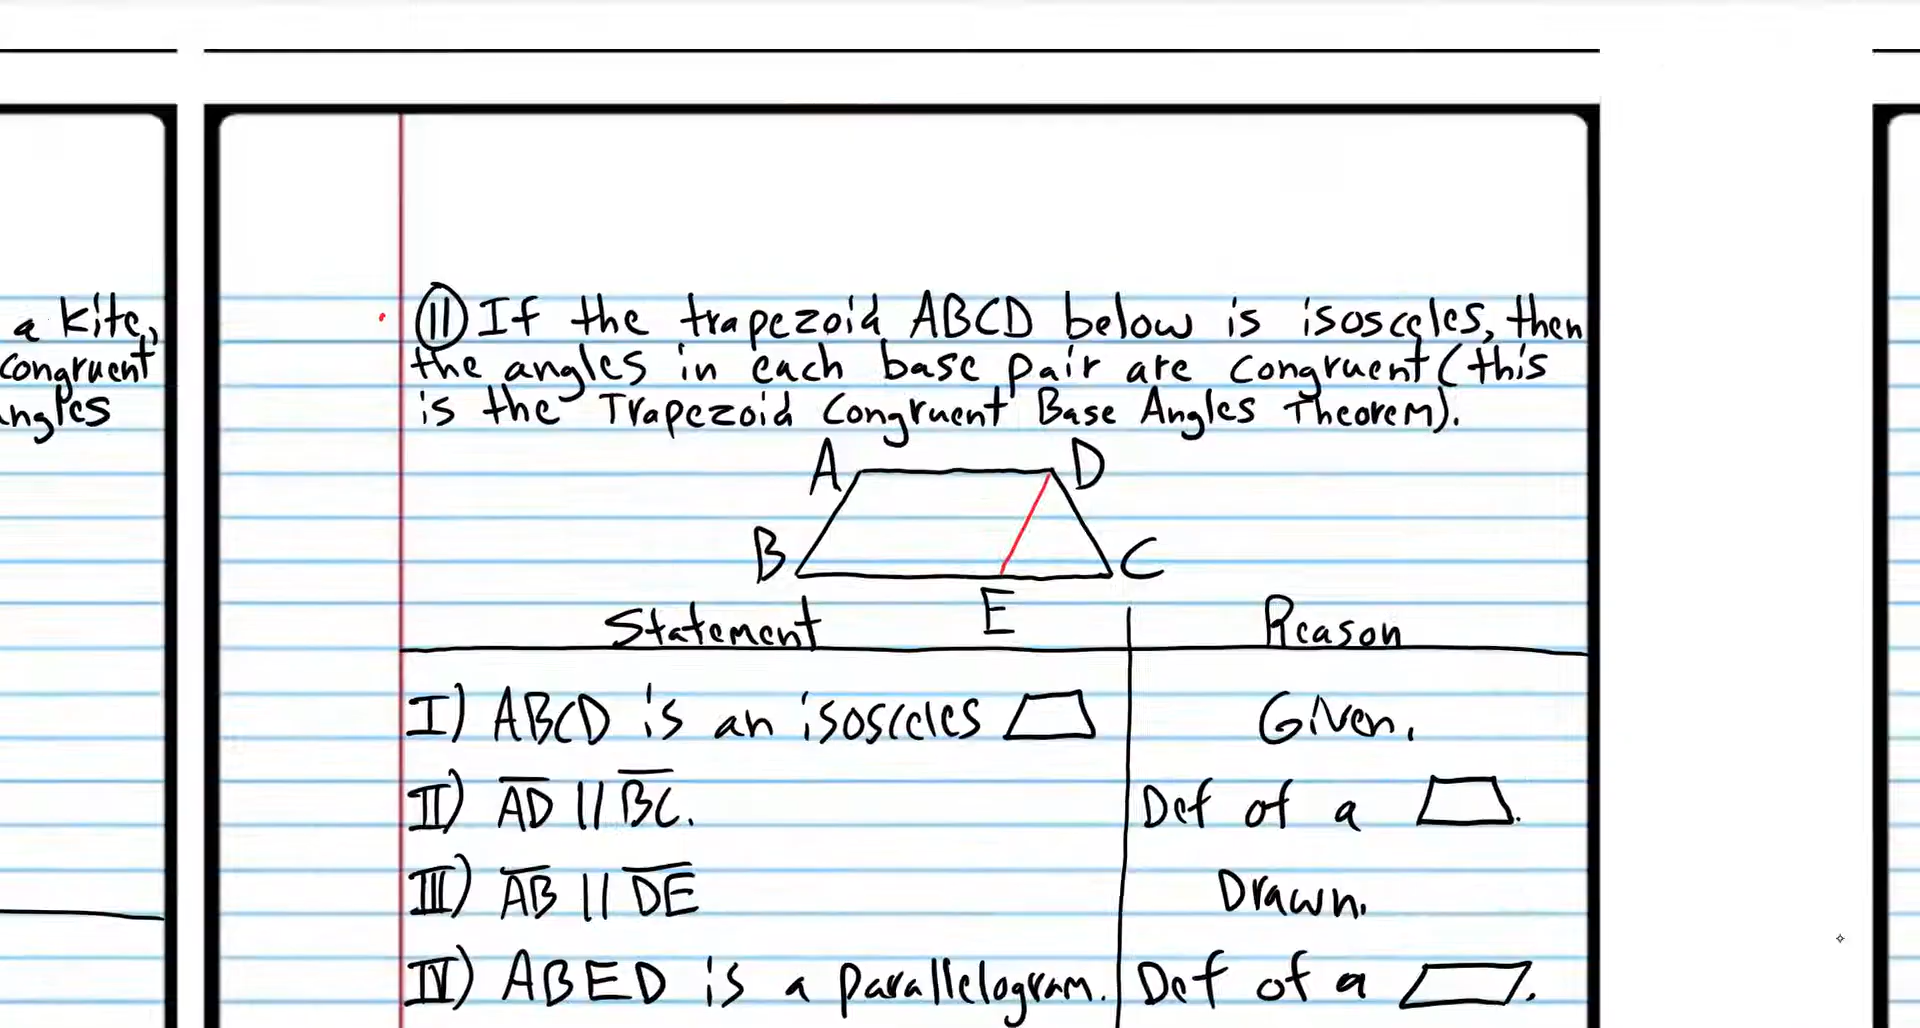 a Kite,
congruent
angles
⑪ If the trapezoid ABCD below is isosceles, then
the angles in each base pair are congruent (this
is the Trapezoid Congruent Base Angles Theorem).
A D
B C
E
Statement Reason
I) ABCD is an isosceles Given.
II) AD || BC. Def of a
III) AB || DE Drawn.
IV) ABED is a parallelogram. Def of a